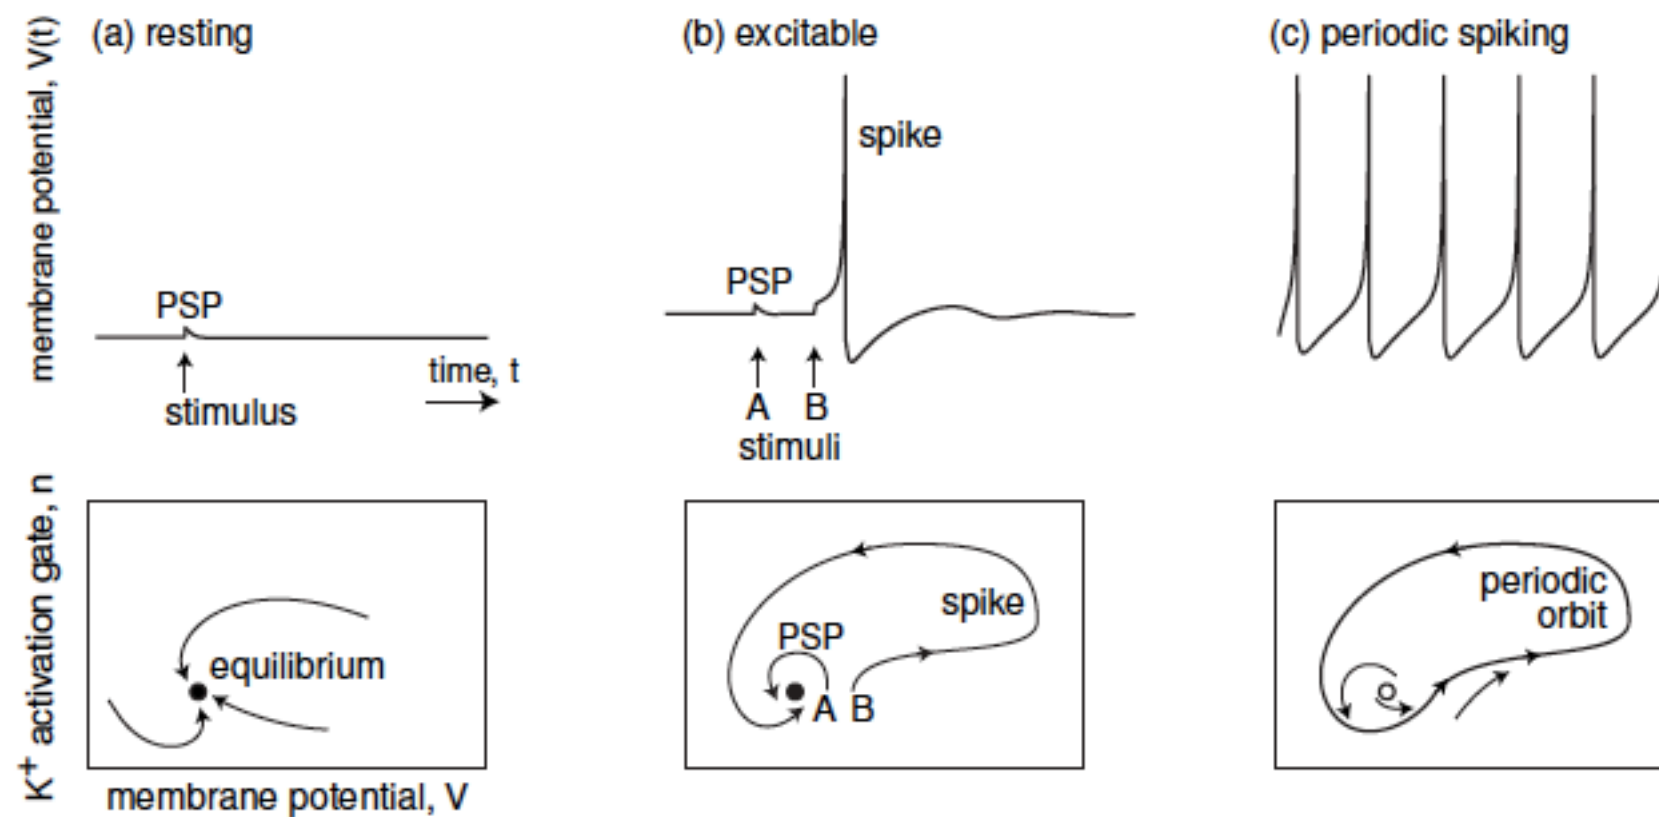 (a) resting
(b) excitable
(c) periodic spiking
membrane potential, V(t)
PSP
stimulus
time, t
spike
PSP
A B
stimuli
K+ activation gate, n
equilibrium
membrane potential, V
spike
PSP
A B
periodic
orbit